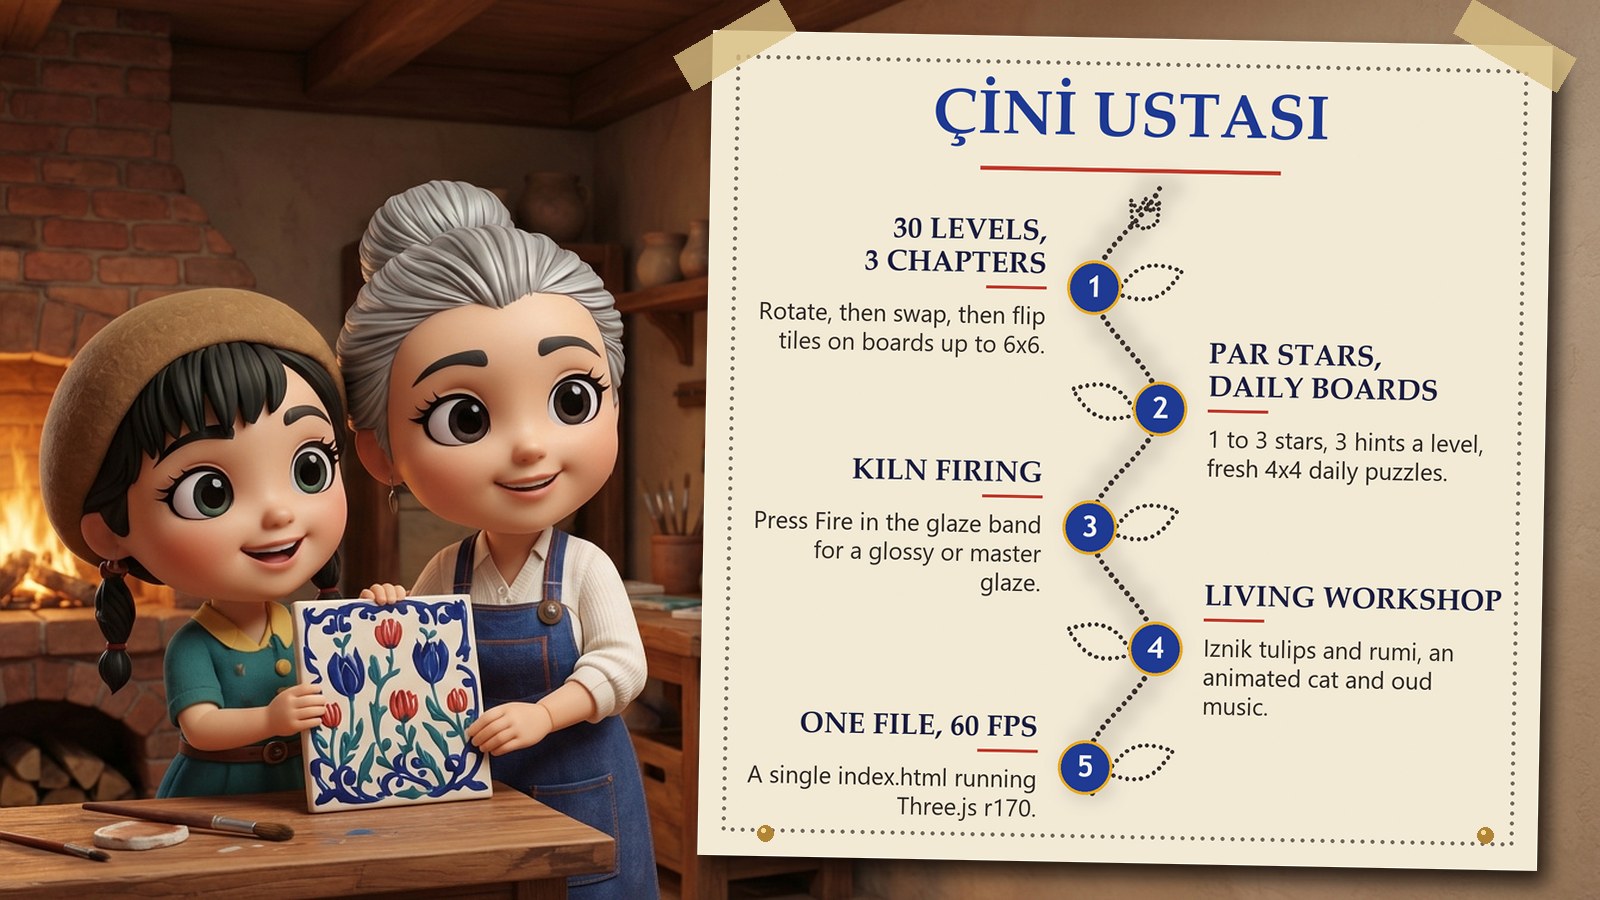 ÇİNİ USTASI
30 LEVELS,
3 CHAPTERS
Rotate, then swap, then flip
tiles on boards up to 6x6.
1
PAR STARS,
DAILY BOARDS
1 to 3 stars, 3 hints a level,
fresh 4x4 daily puzzles.
2
KILN FIRING
Press Fire in the glaze band
for a glossy or master
glaze.
3
LIVING WORKSHOP
Iznik tulips and rumi, an
animated cat and oud
music.
4
ONE FILE, 60 FPS
A single index.html running
Three.js r170.
5